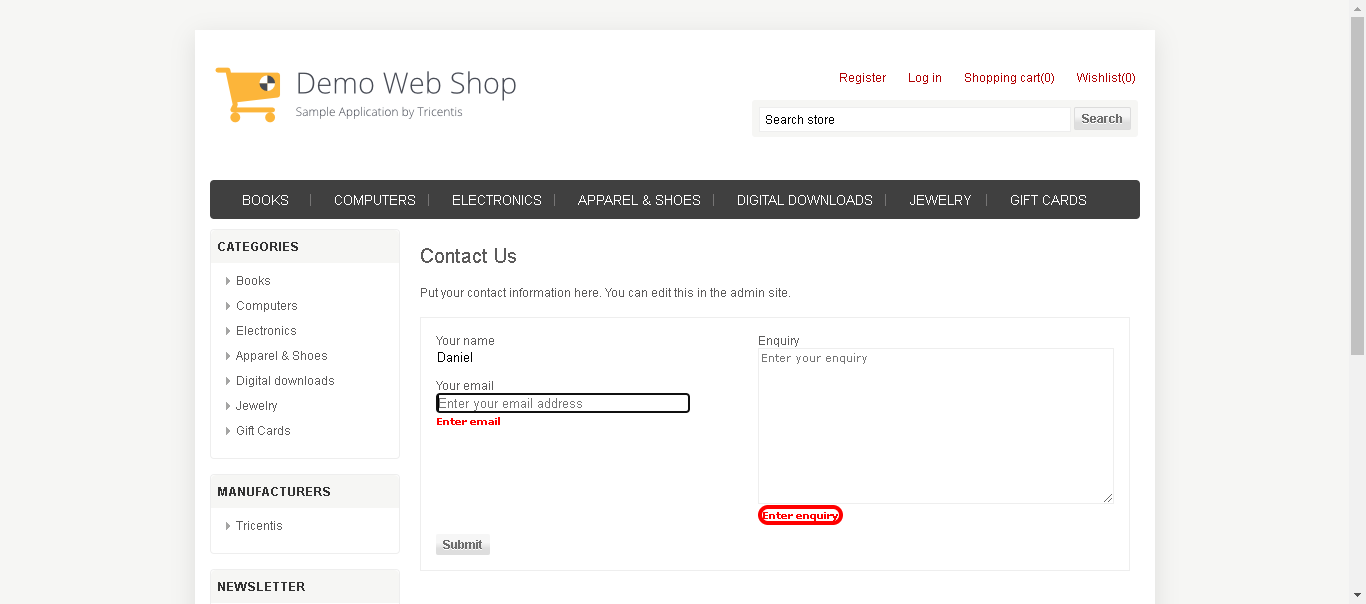 Demo Web Shop
Sample Application by Tricentis
Register Log in Shopping cart(0) Wishlist(0)
Search store Search
BOOKS COMPUTERS ELECTRONICS APPAREL & SHOES DIGITAL DOWNLOADS JEWELRY GIFT CARDS
CATEGORIES
Books
Computers
Electronics
Apparel & Shoes
Digital downloads
Jewelry
Gift Cards
MANUFACTURERS
Tricentis
NEWSLETTER
Contact Us
Put your contact information here. You can edit this in the admin site.
Your name
Daniel
Your email
Enter your email address
Enter email
Enquiry
Enter your enquiry
Enter enquiry
Submit